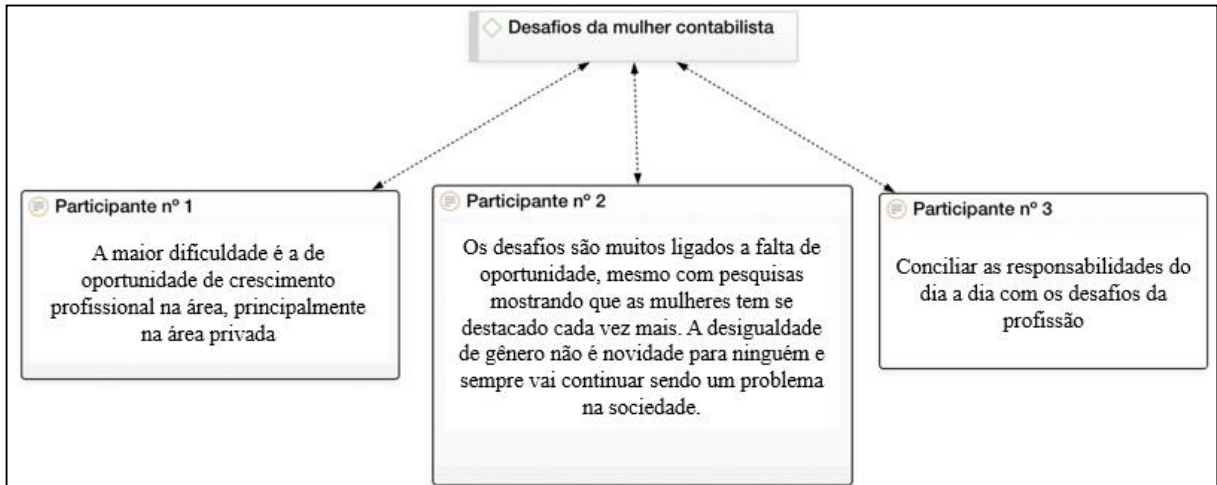 Desafios da mulher contabilista
Participante nº 1
A maior dificuldade é a de
oportunidade de crescimento
profissional na área, principalmente
na área privada
Participante nº 2
Os desafios são muitos ligados a falta de
oportunidade, mesmo com pesquisas
mostrando que as mulheres tem se
destacado cada vez mais. A desigualdade
de gênero não é novidade para ninguém e
sempre vai continuar sendo um problema
na sociedade.
Participante nº 3
Conciliar as responsabilidades do
dia a dia com os desafios da
profissão